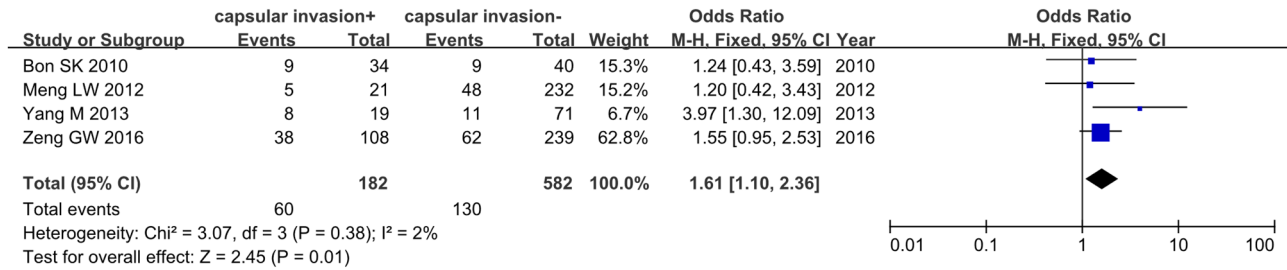 capsular invasion+ capsular invasion- Odds Ratio Odds Ratio
Study or Subgroup Events Total Events Total Weight M-H, Fixed, 95% CI Year M-H, Fixed, 95% CI
Bon SK 2010 9 34 9 40 15.3% 1.24 [0.43, 3.59] 2010
Meng LW 2012 5 21 48 232 15.2% 1.20 [0.42, 3.43] 2012
Yang M 2013 8 19 11 71 6.7% 3.97 [1.30, 12.09] 2013
Zeng GW 2016 38 108 62 239 62.8% 1.55 [0.95, 2.53] 2016
Total (95% CI) 182 582 100.0% 1.61 [1.10, 2.36]
Total events 60 130
Heterogeneity: Chi² = 3.07, df = 3 (P = 0.38); I² = 2%
Test for overall effect: Z = 2.45 (P = 0.01)
0.01 0.1 1 10 100